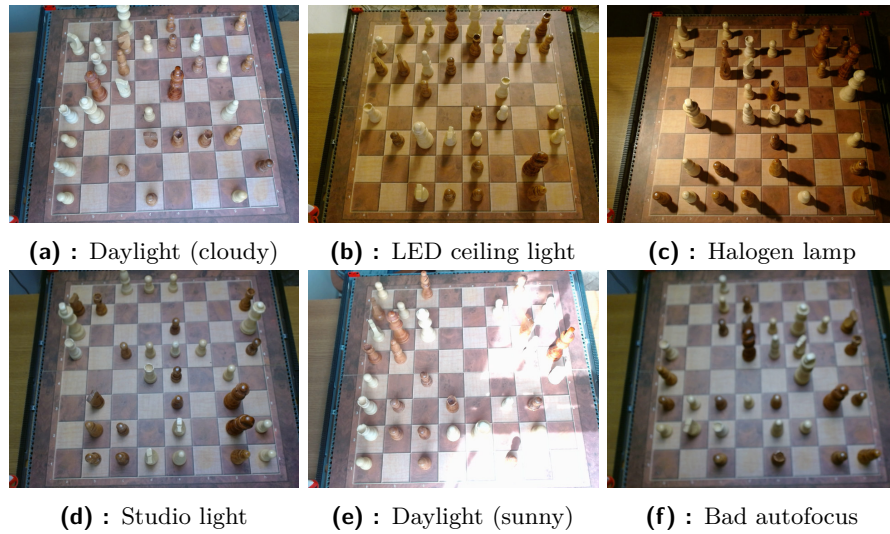 (a) : Daylight (cloudy)
(b) : LED ceiling light
(c) : Halogen lamp
(d) : Studio light
(e) : Daylight (sunny)
(f) : Bad autofocus